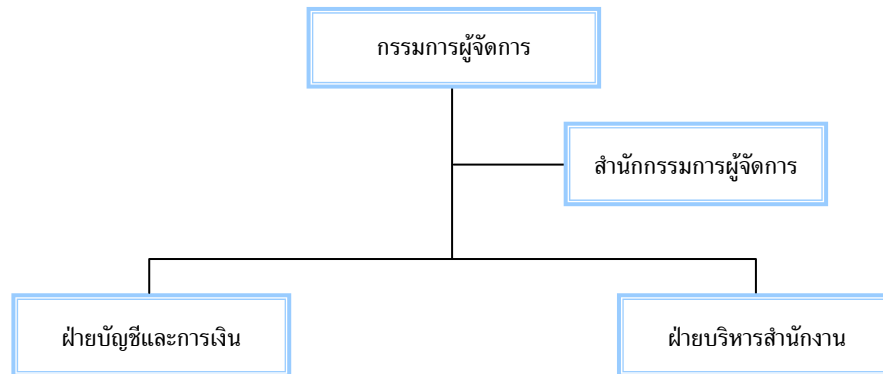 กรรมการผู้จัดการ
สำนักกรรมการผู้จัดการ
ฝ่ายบัญชีและการเงิน
ฝ่ายบริหารสำนักงาน